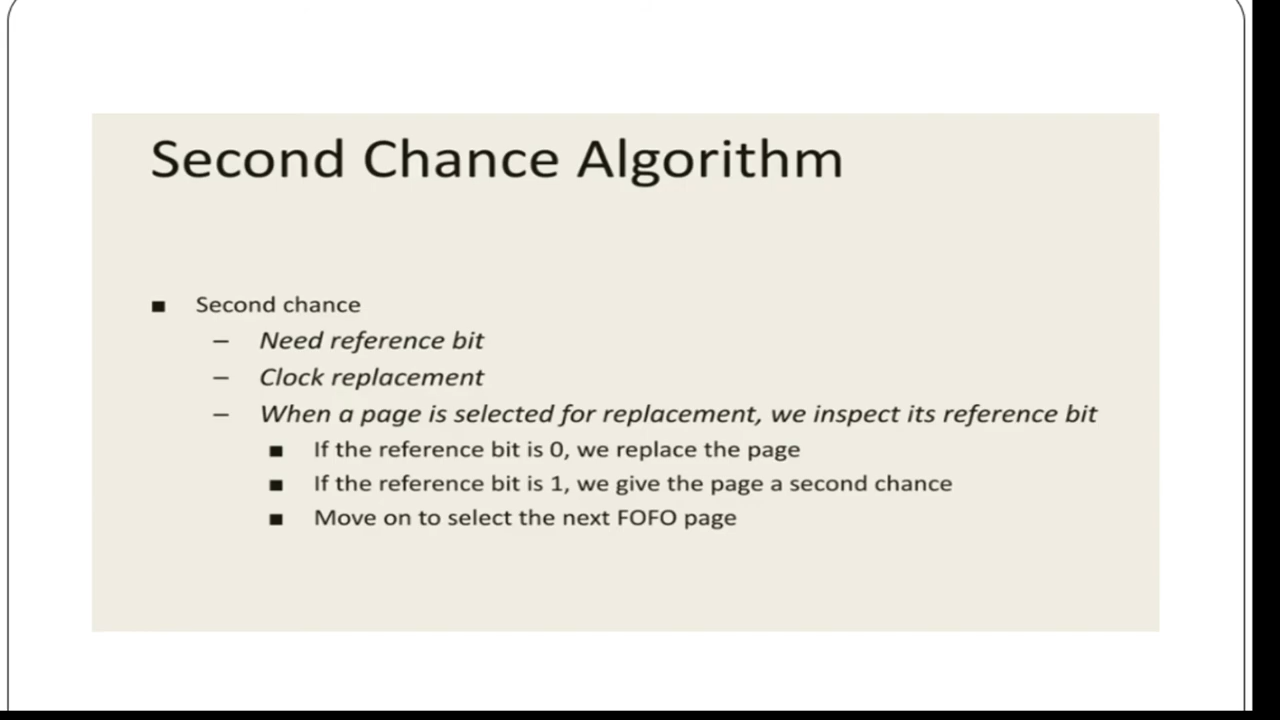 Second Chance Algorithm
■ Second chance
– Need reference bit
– Clock replacement
– When a page is selected for replacement, we inspect its reference bit
■ If the reference bit is 0, we replace the page
■ If the reference bit is 1, we give the page a second chance
■ Move on to select the next FOFO page